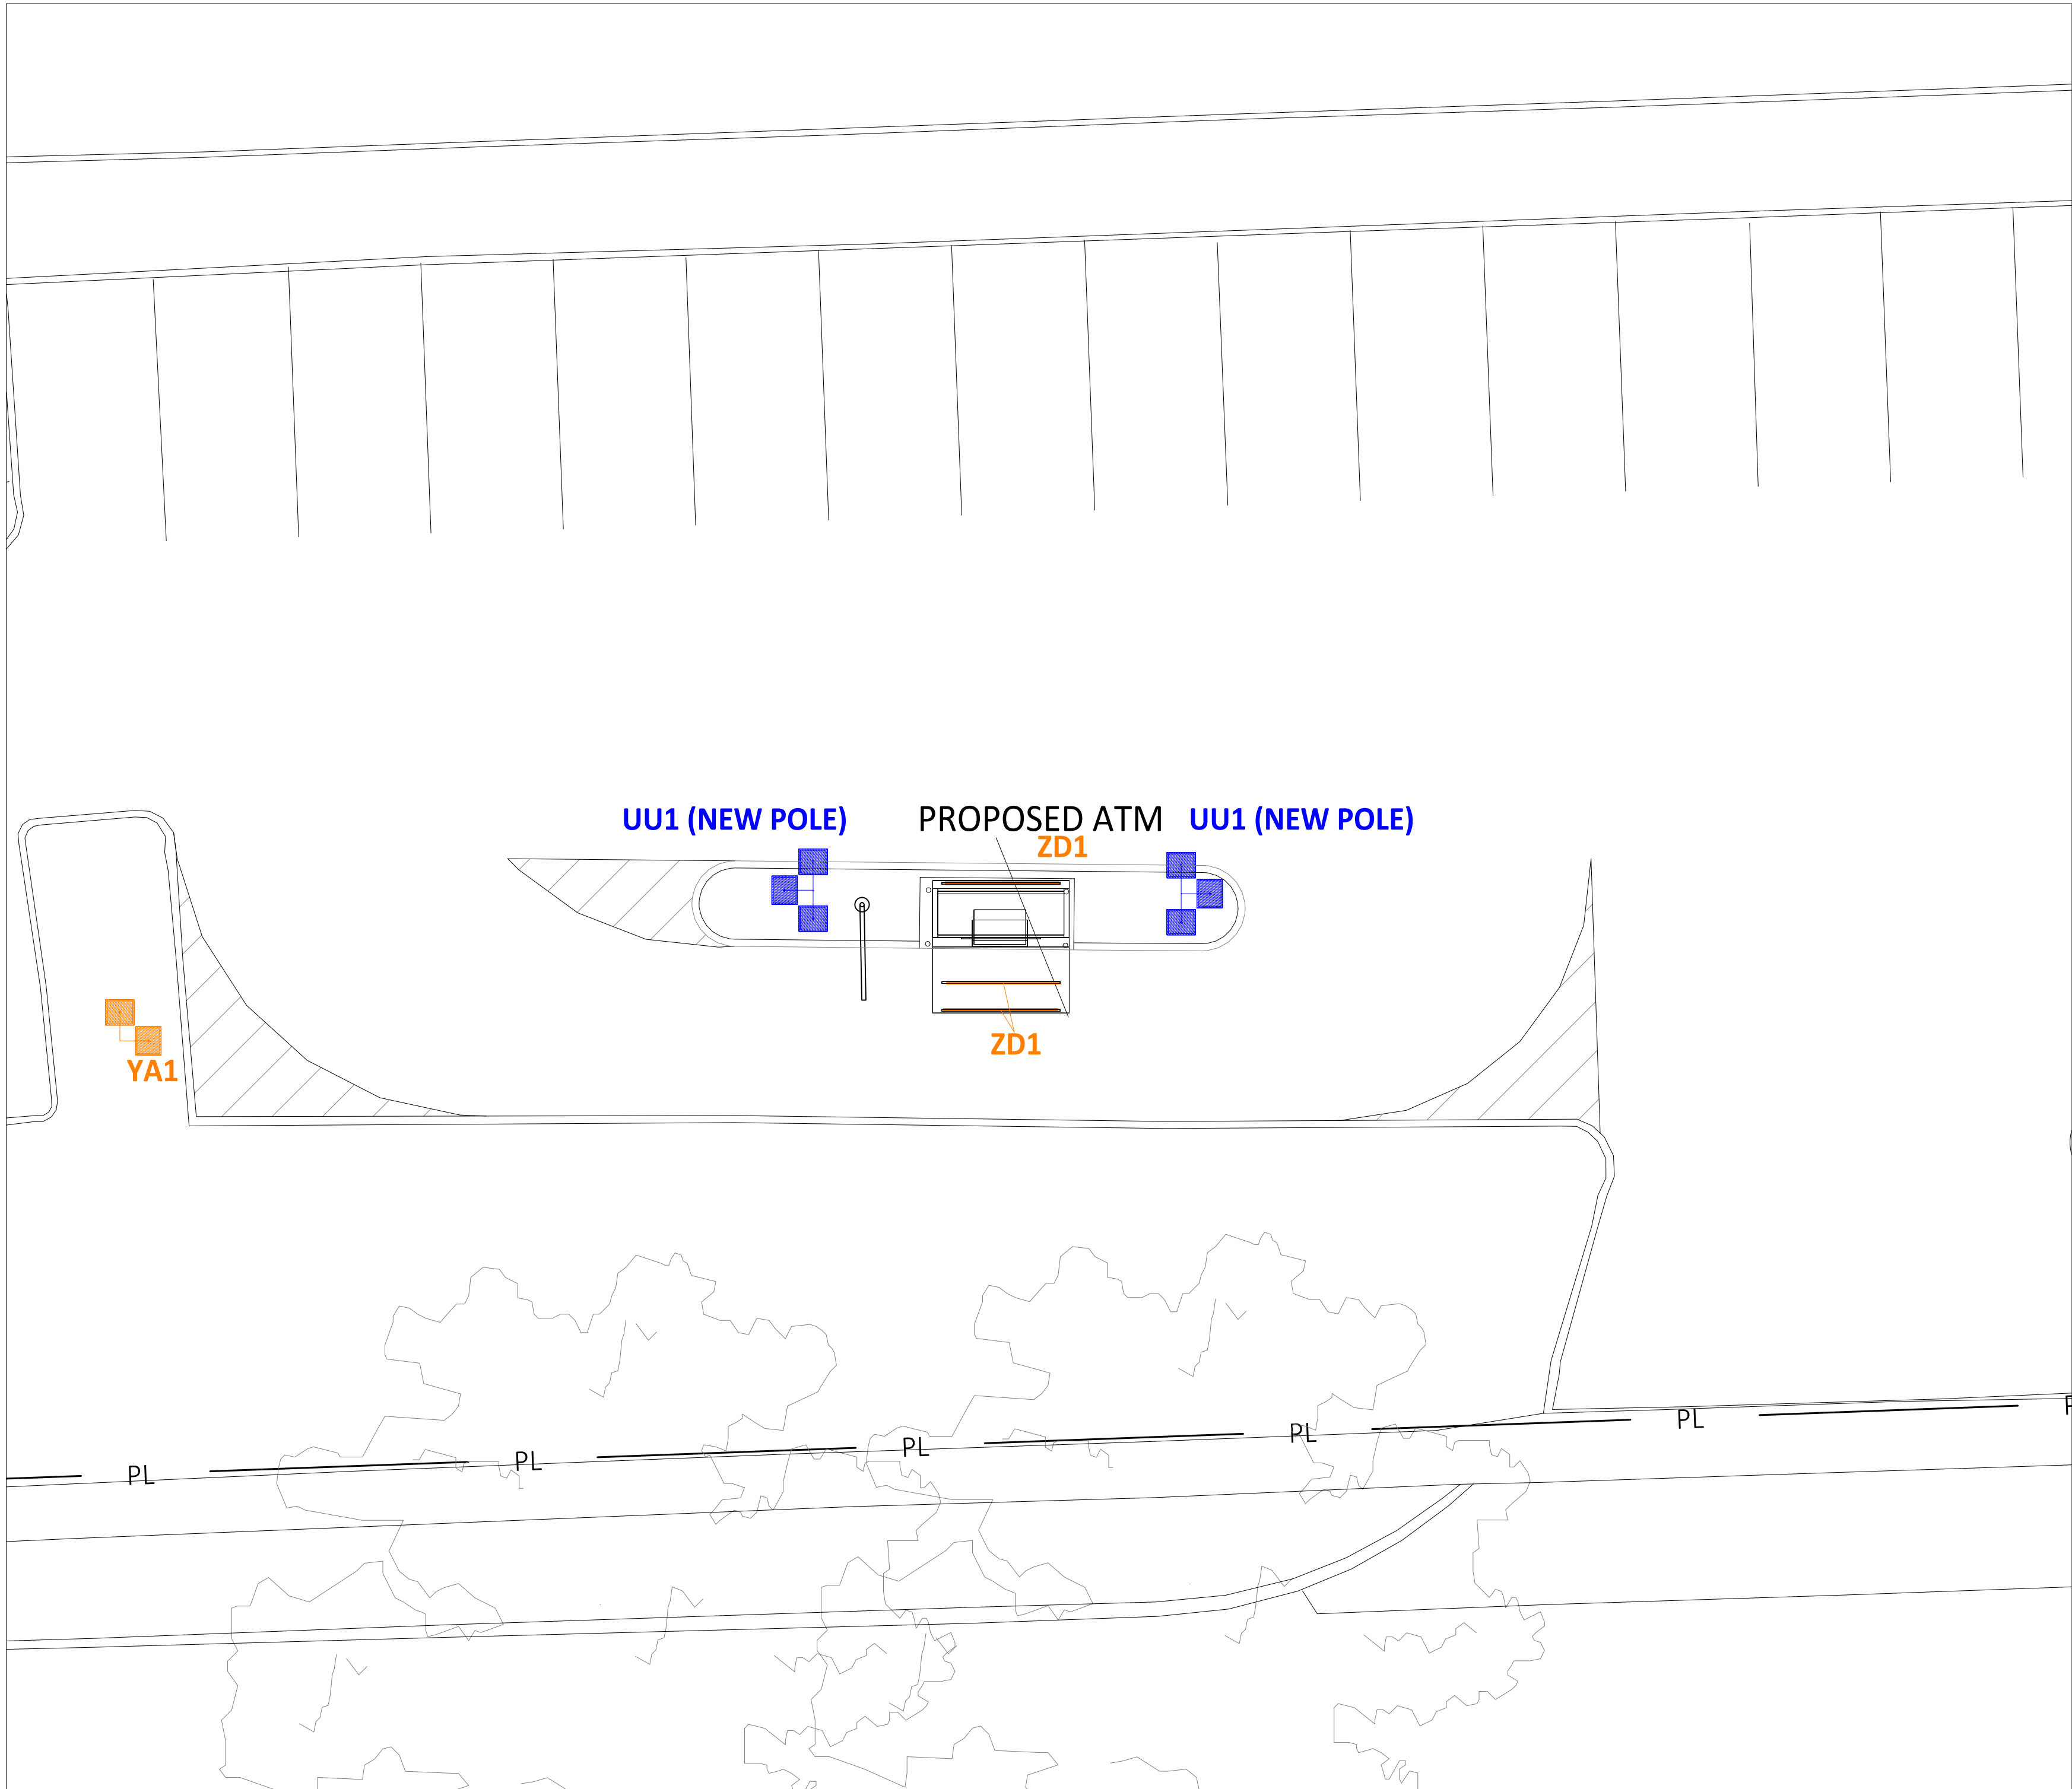 UU1 (NEW POLE)
PROPOSED ATM
UU1 (NEW POLE)
ZD1
ZD1
YA1
PL
PL
PL
PL
PL